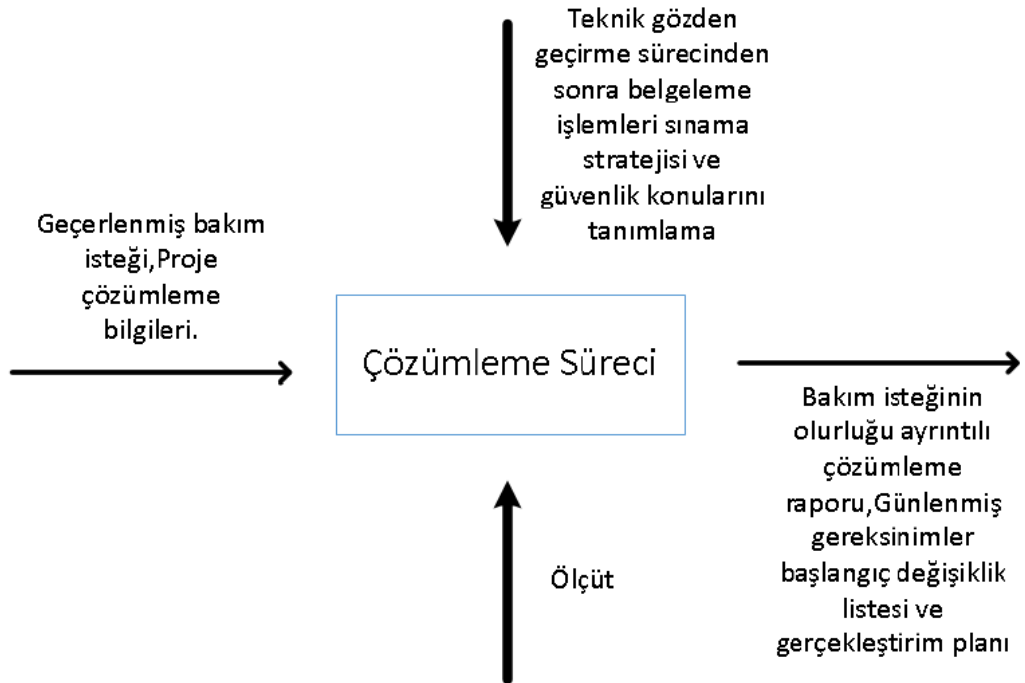 Teknik gözden
geçirme sürecinden
sonra belgeleme
işlemleri sınama
stratejisi ve
güvenlik konularını
tanımlama
Geçerlenmiş bakım
isteği,Proje
çözümleme
bilgileri.
Çözümleme Süreci
Bakım isteğinin
olurluğu ayrıntılı
çözümleme
raporu,Günlenmiş
gereksinimler
başlangıç değişiklik
listesi ve
gerçekleştirim planı
Ölçüt